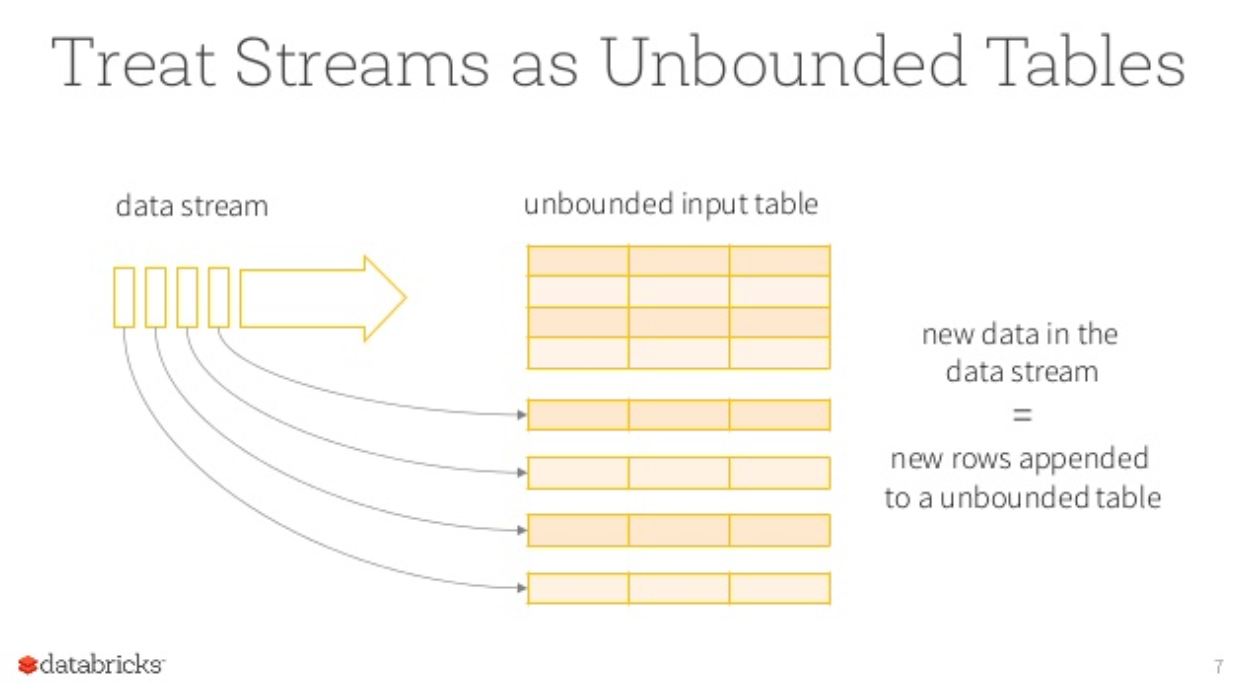 Treat Streams as Unbounded Tables
data stream
unbounded input table
new data in the
data stream
=
new rows appended
to a unbounded table
databricks
7